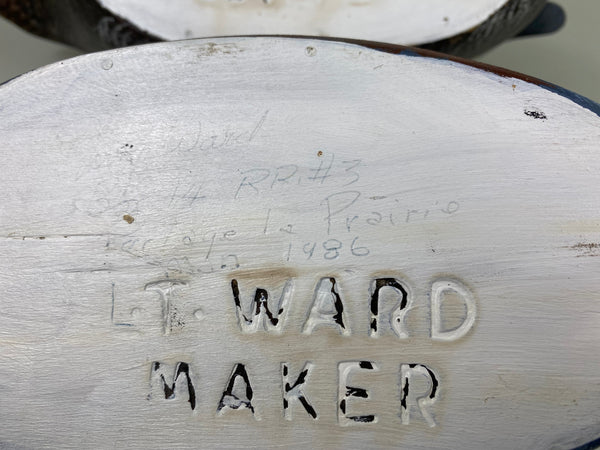 Ward
14 RR#3
Portage la Prairie
1986
L.T. WARD
MAKER